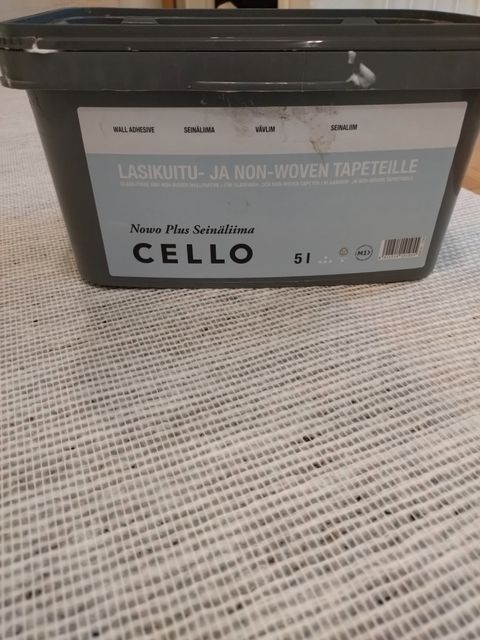 WALL ADHESIVE SEINÄLIIMA VÄVLIM SEINALIIM
LASIKUITU- JA NON-WOVEN TAPETEILLE
Nowo Plus Seinäliima
CELLO
5 l
M1